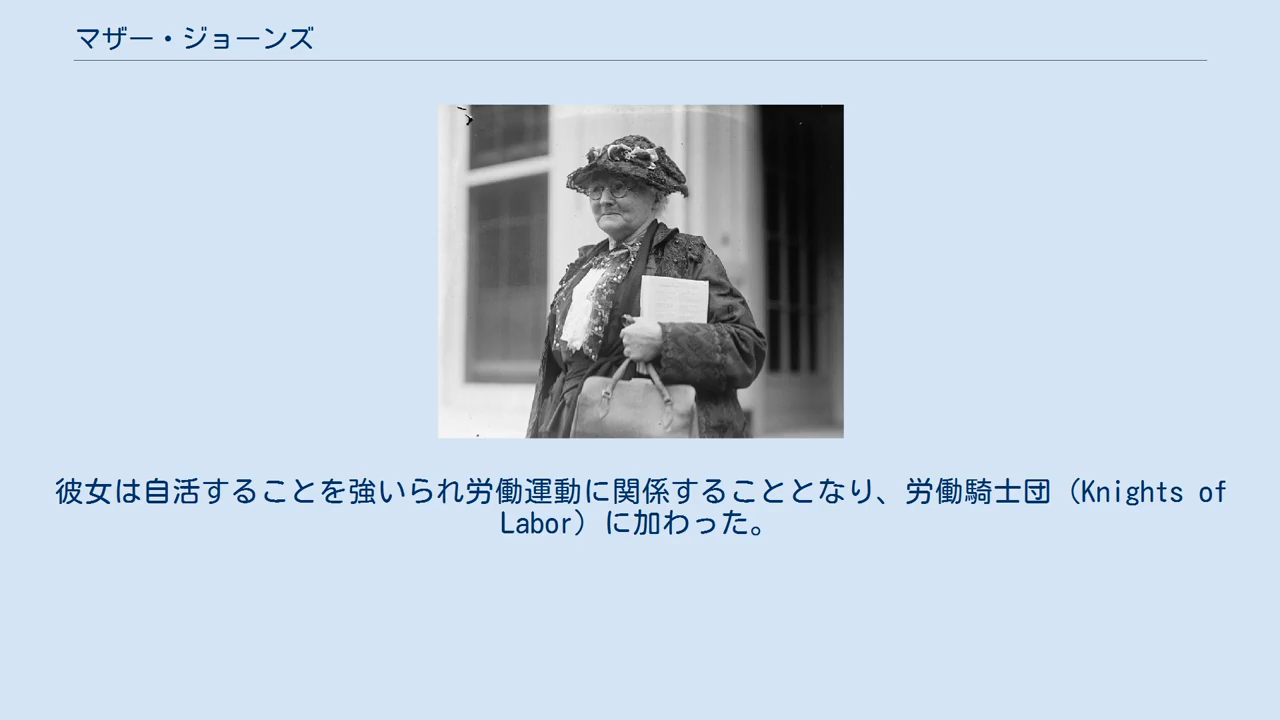 マザー・ジョーンズ
彼女は自活することを強いられ労働運動に関係することとなり、労働騎士団（Knights of
Labor）に加わった。